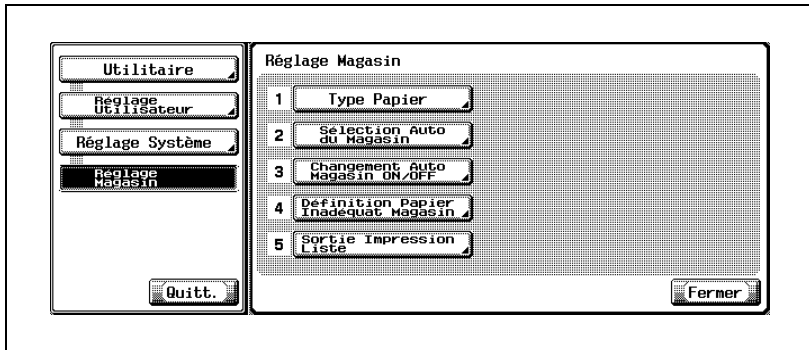 Utilitaire
Réglage
Utilisateur
Réglage Système
Réglage
Magasin
Quitt.
Réglage Magasin
1 Type Papier
2 Sélection Auto
du Magasin
3 Changement Auto
Magasin ON/OFF
4 Définition Papier
Inadéquat Magasin
5 Sortie Impression
Liste
Fermer